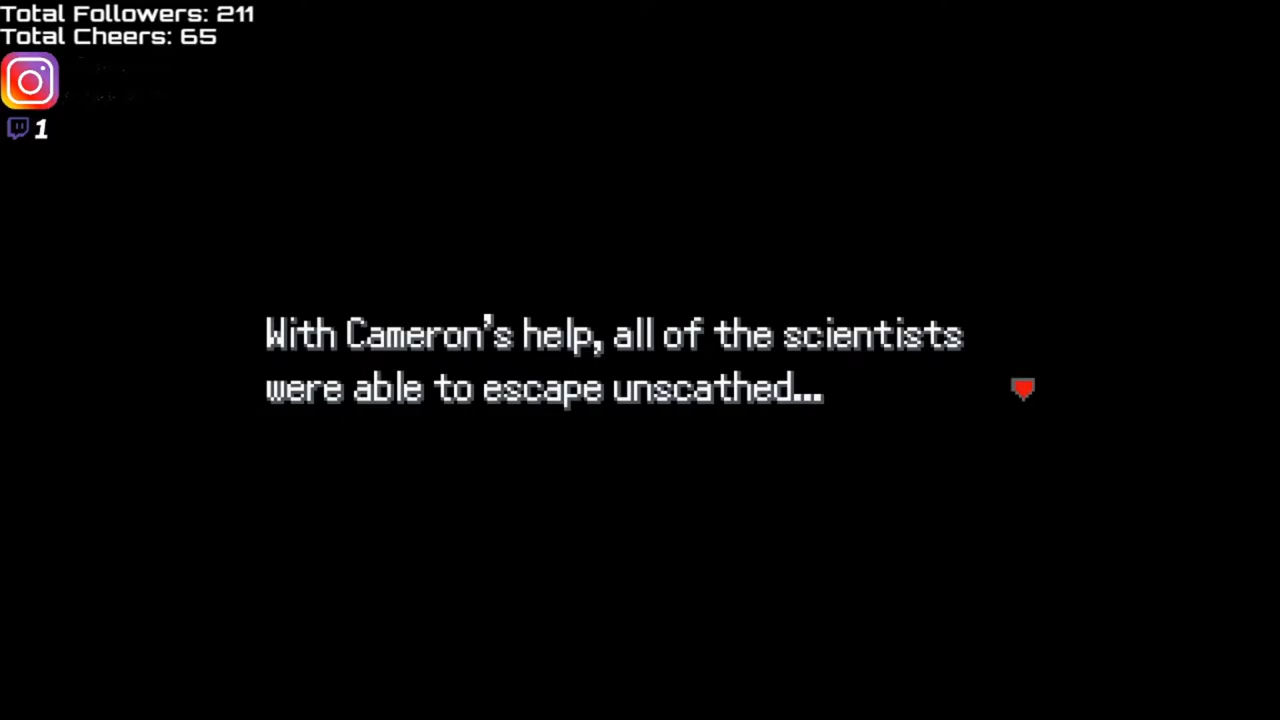 Total Followers: 211
Total Cheers: 65
1
With Cameron's help, all of the scientists
were able to escape unscathed...